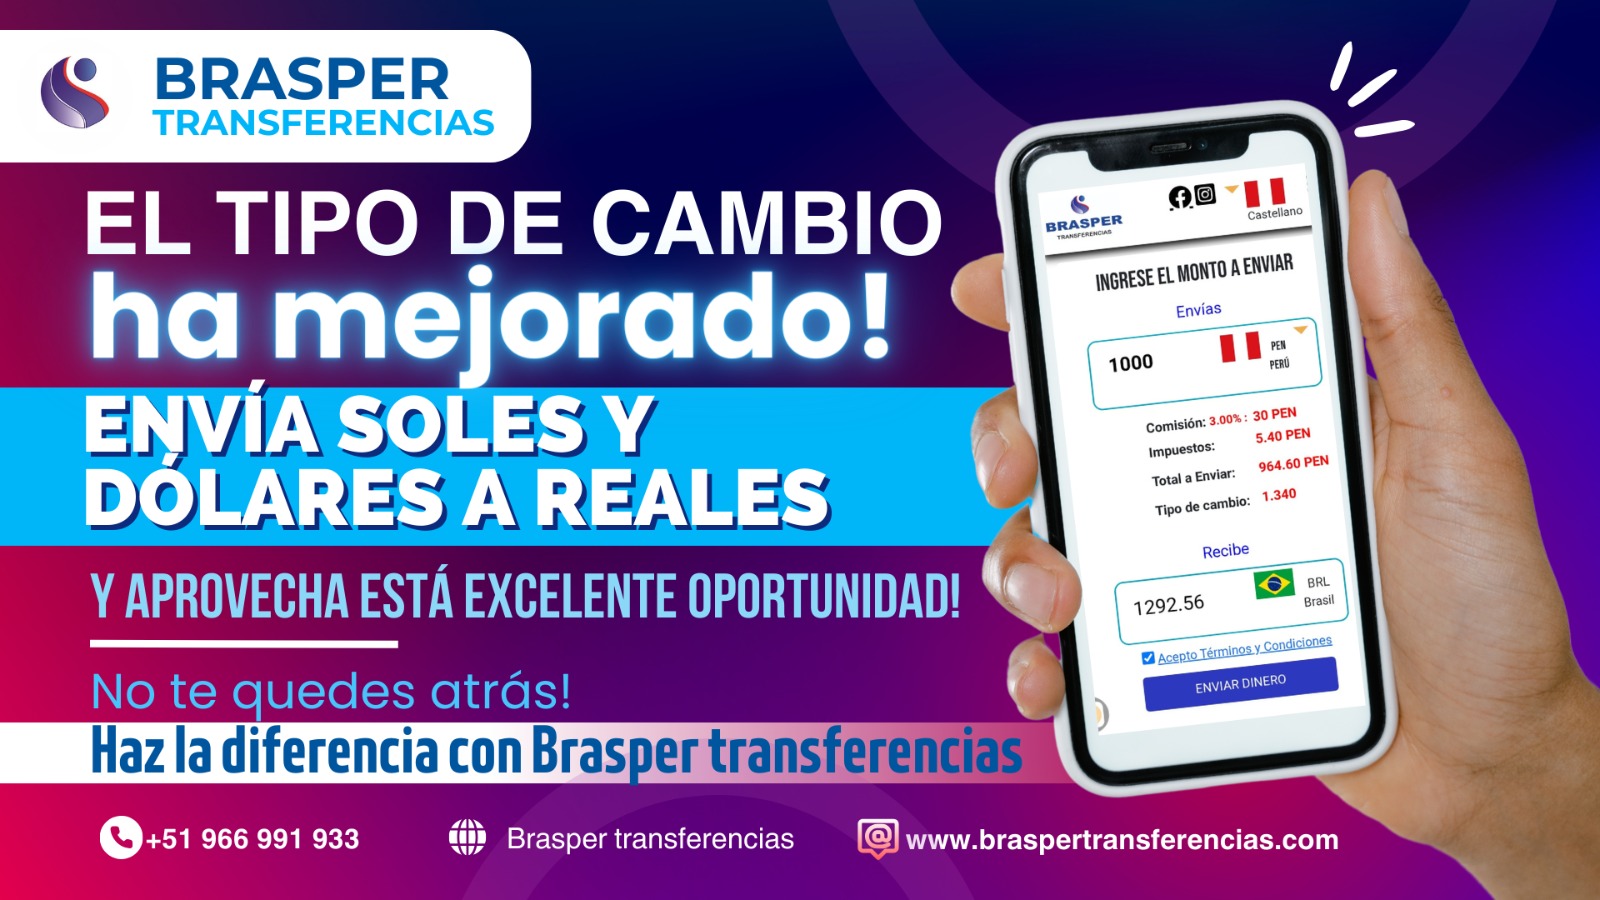 BRASPER
TRANSFERENCIAS
EL TIPO DE CAMBIO
ha mejorado!
ENVÍA SOLES Y
DÓLARES A REALES
Y APROVECHA ESTÁ EXCELENTE OPORTUNIDAD!
No te quedes atrás!
Haz la diferencia con Brasper transferencias
+51 966 991 933
Brasper transferencias
www.braspertransferencias.com
BRASPER
TRANSFERENCIAS
Castellano
INGRESE EL MONTO A ENVIAR
Envías
1000
PEN
PERÚ
Comisión: 3.00% : 30 PEN
Impuestos: 5.40 PEN
Total a Enviar: 964.60 PEN
Tipo de cambio: 1.340
Recibe
1292.56
BRL
Brasil
Acepto Términos y Condiciones
ENVIAR DINERO